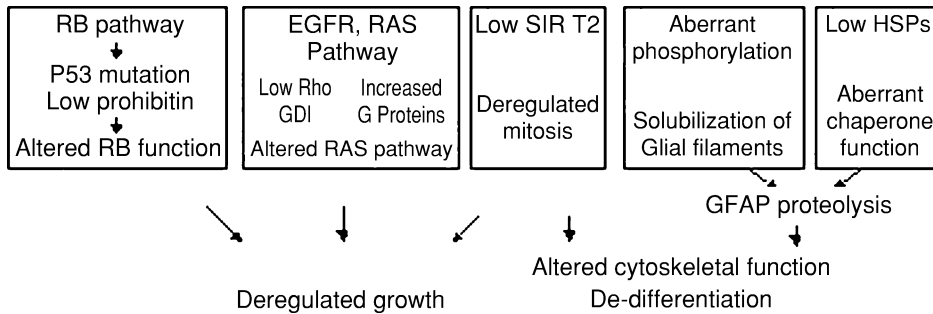 RB pathway
P53 mutation
Low prohibitin
Altered RB function
EGFR, RAS
Pathway
Low Rho Increased
GDI G Proteins
Altered RAS pathway
Low SIR T2
Deregulated
mitosis
Aberrant
phosphorylation
Solubilization of
Glial filaments
Low HSPs
Aberrant
chaperone
function
GFAP proteolysis
Deregulated growth
Altered cytoskeletal function
De-differentiation